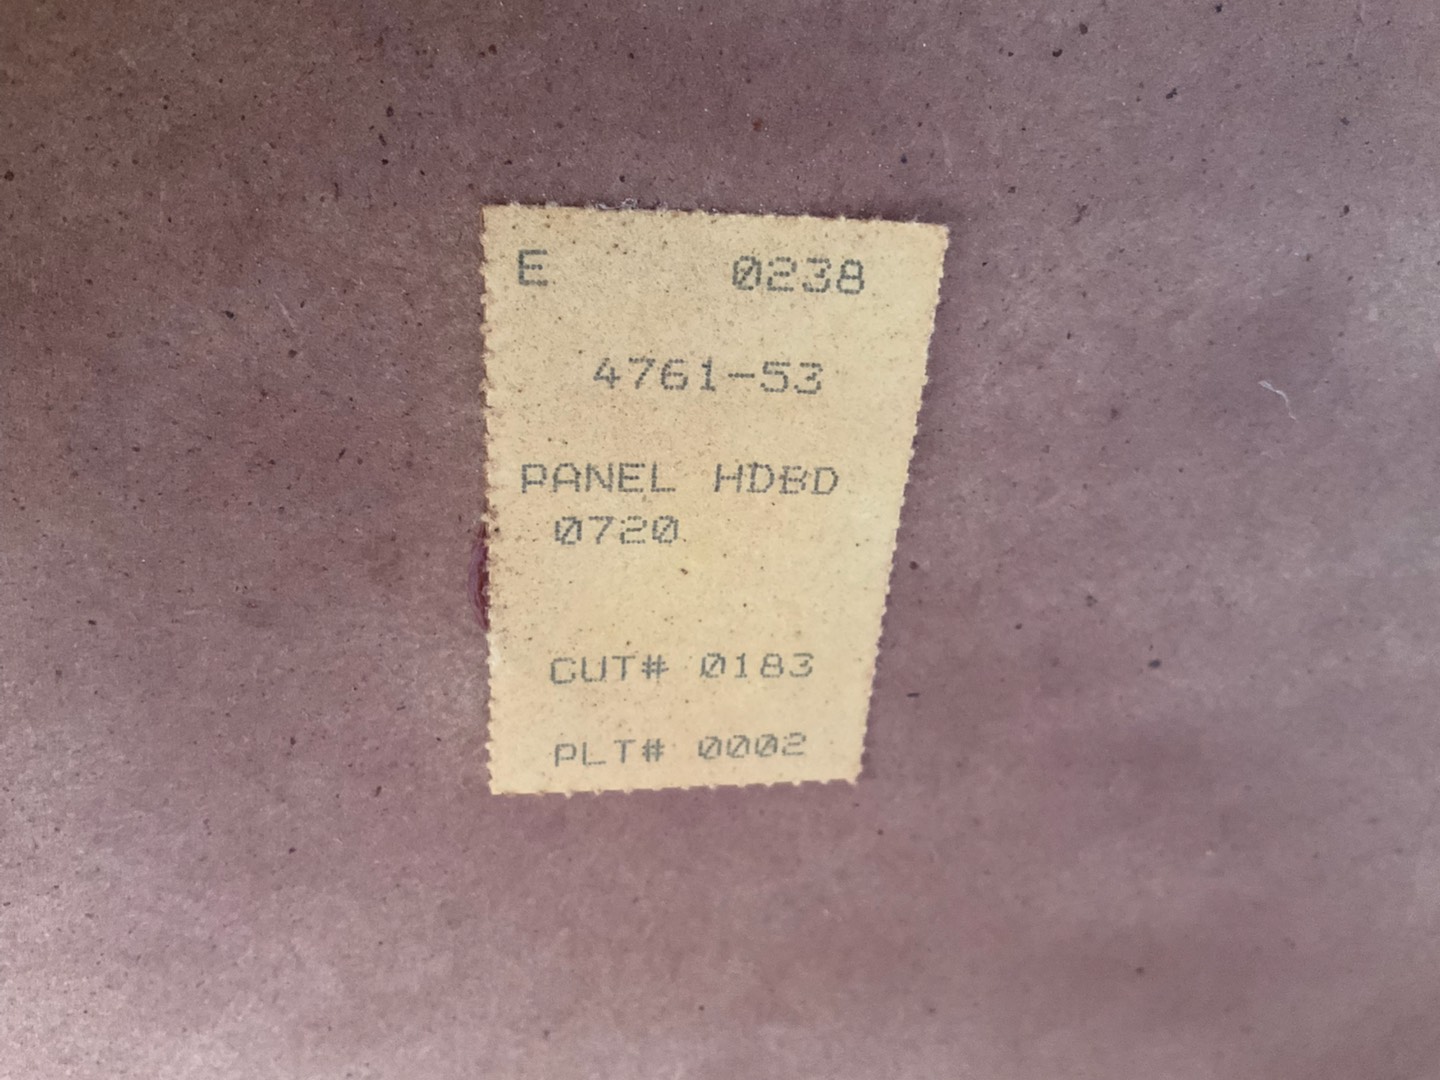 E 0238
4761-53
PANEL HDBD
0720
CUT# 0183
PLT# 0002